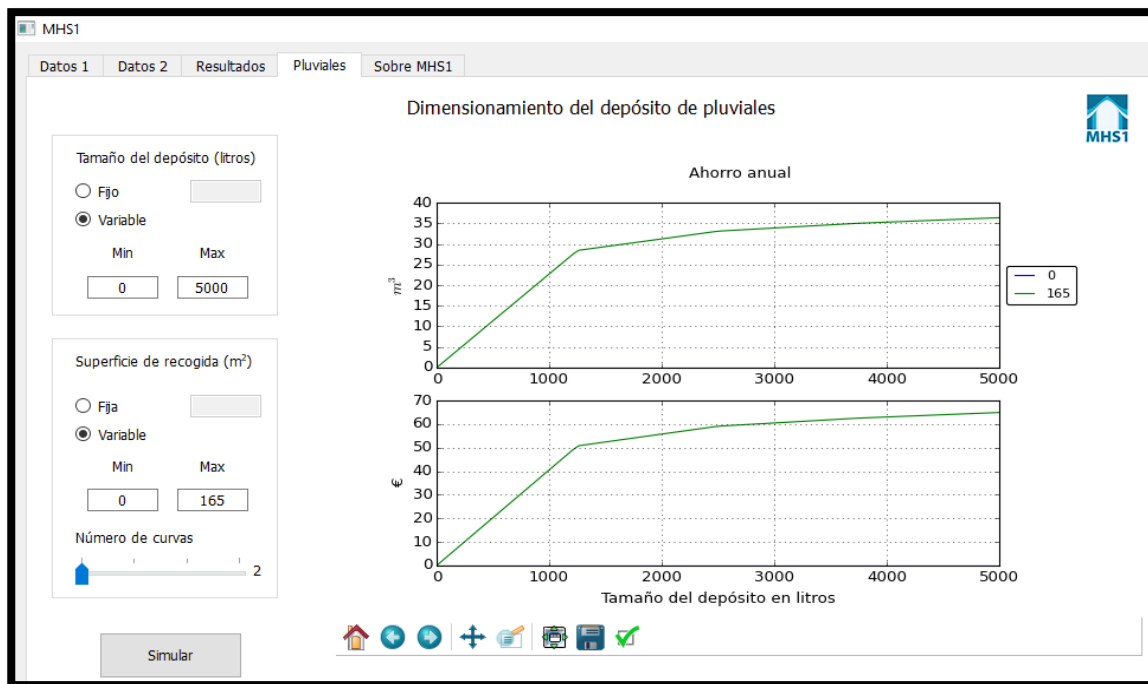 MHS1
Datos 1 Datos 2 Resultados Pluviales Sobre MHS1
Dimensionamiento del depósito de pluviales
MHS1
Tamaño del depósito (litros)
Fijo
Variable
Min Max
0 5000
Superficie de recogida (m²)
Fija
Variable
Min Max
0 165
Número de curvas
2
Simular
Ahorro anual
40
35
30
25
20
15
10
5
0
m³
0 1000 2000 3000 4000 5000
0
165
70
60
50
40
30
20
10
0
€
0 1000 2000 3000 4000 5000
Tamaño del depósito en litros